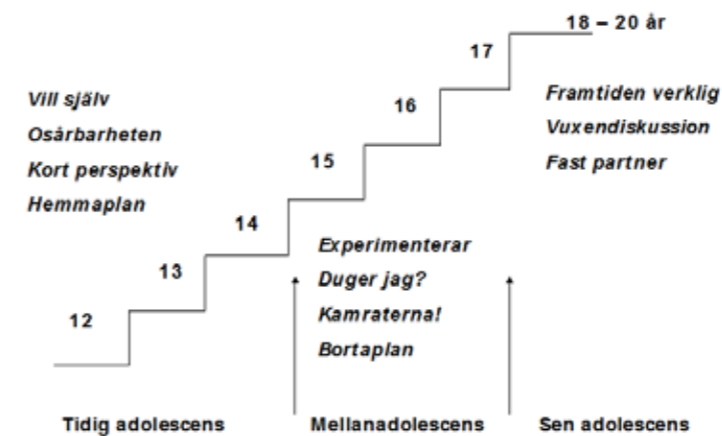 18 – 20 år
17
16
15
14
13
12
Vill själv
Osårbarheten
Kort perspektiv
Hemmaplan
Experimenterar
Duger jag?
Kamraterna!
Bortaplan
Framtiden verklig
Vuxendiskussion
Fast partner
Tidig adolescens
Mellanadolescens
Sen adolescens